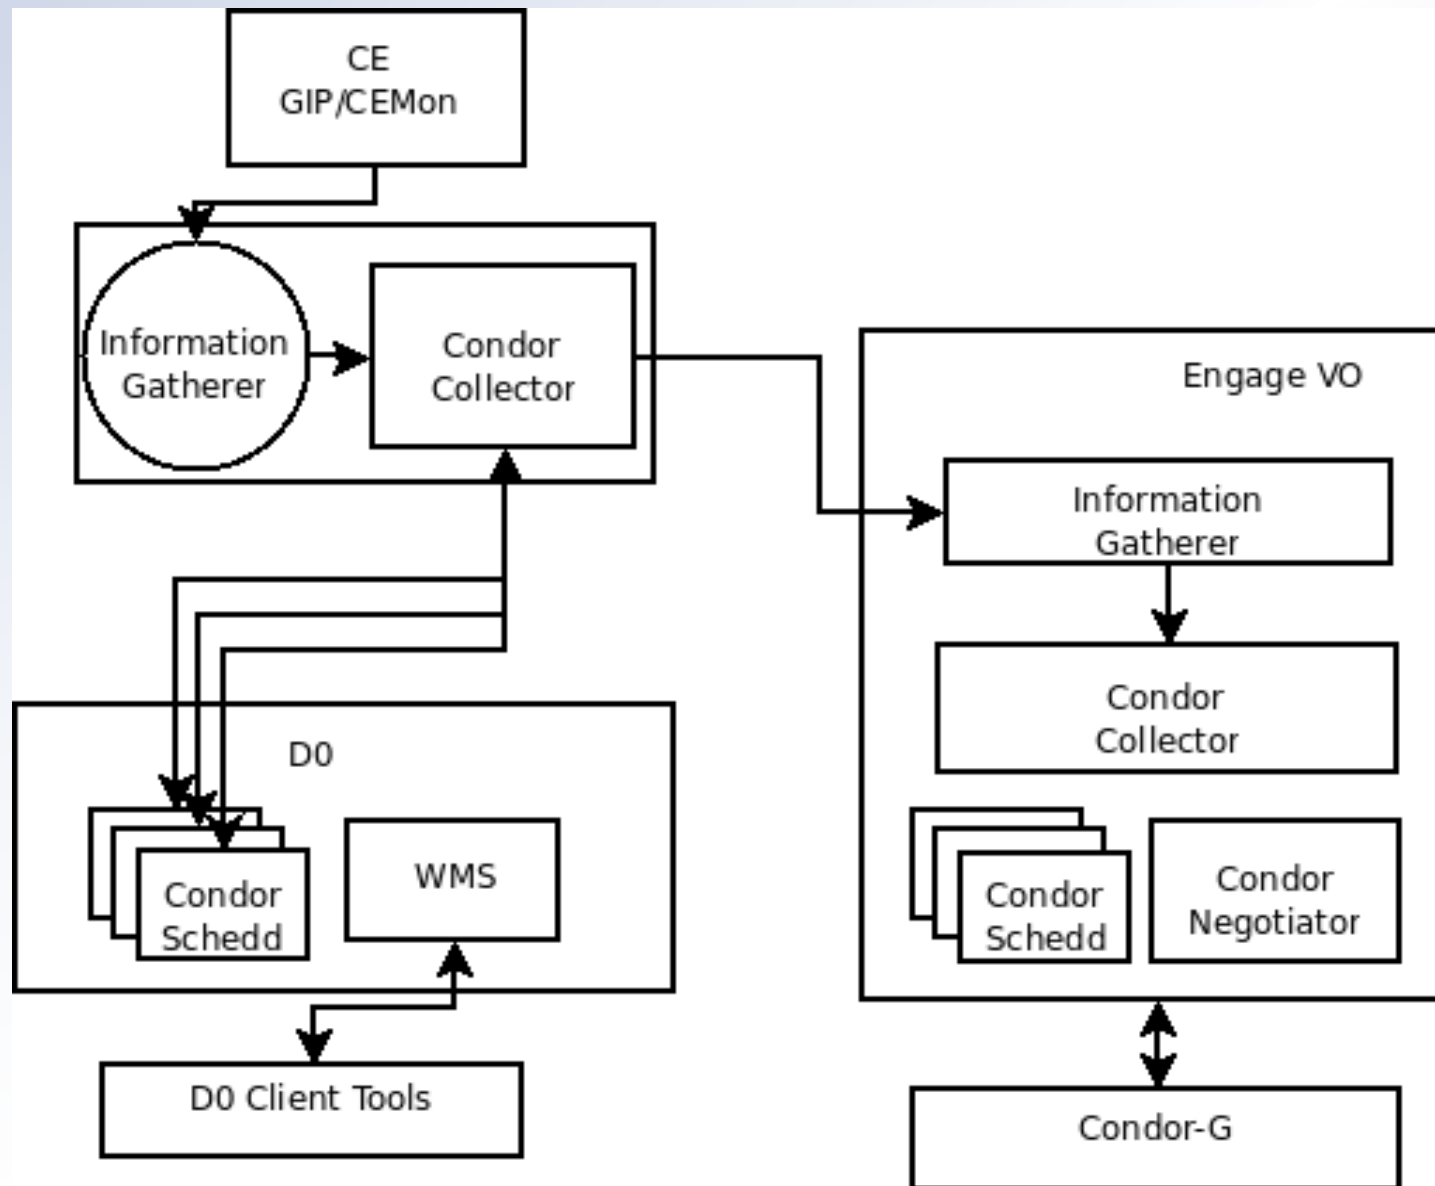 CE
GIP/CEMon
Information
Gatherer
Condor
Collector
Engage VO
Information
Gatherer
Condor
Collector
D0
Condor
Schedd
WMS
Condor
Schedd
Condor
Negotiator
D0 Client Tools
Condor-G